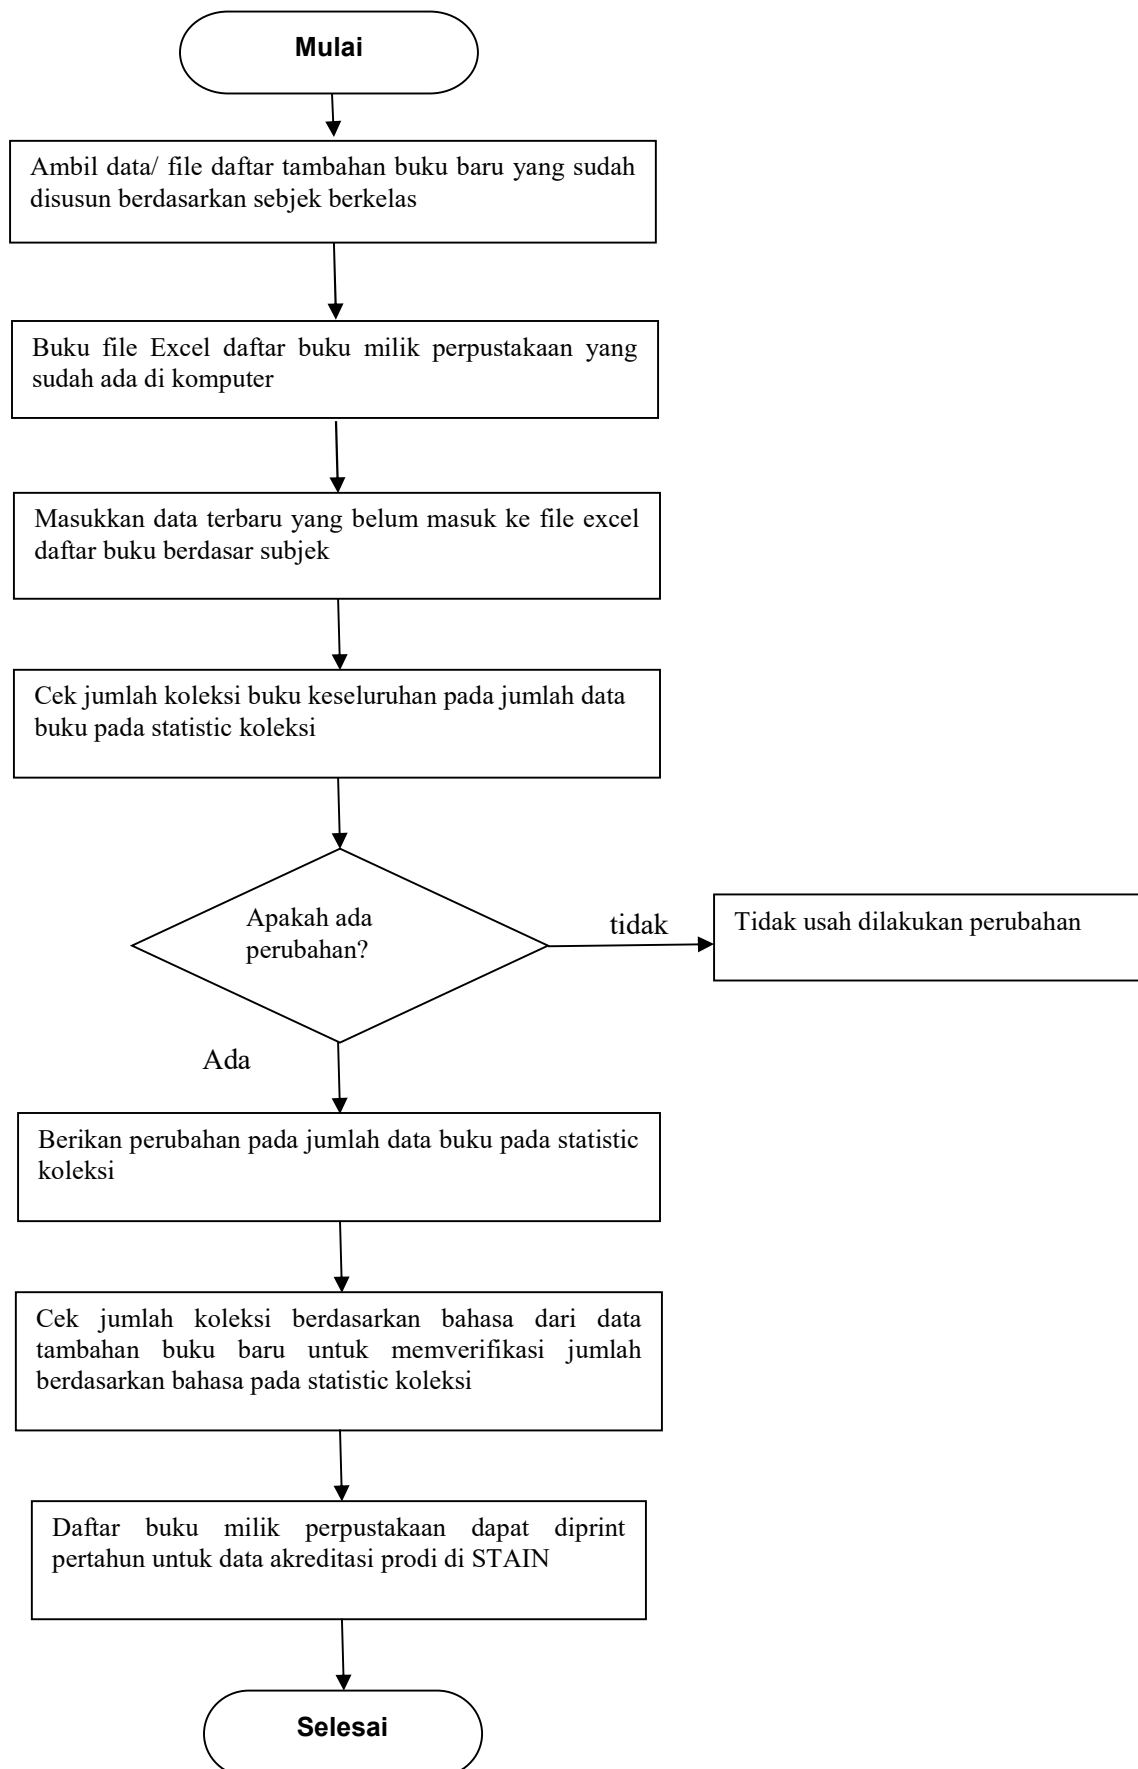 Mulai
Ambil data/ file daftar tambahan buku baru yang sudah
disusun berdasarkan sebjek berkelas
Buku file Excel daftar buku milik perpustakaan yang
sudah ada di komputer
Masukkan data terbaru yang belum masuk ke file excel
daftar buku berdasar subjek
Cek jumlah koleksi buku keseluruhan pada jumlah data
buku pada statistic koleksi
Apakah ada
perubahan?
tidak
Tidak usah dilakukan perubahan
Ada
Berikan perubahan pada jumlah data buku pada statistic
koleksi
Cek jumlah koleksi berdasarkan bahasa dari data
tambahan buku baru untuk memverifikasi jumlah
berdasarkan bahasa pada statistic koleksi
Daftar buku milik perpustakaan dapat diprint
pertahun untuk data akreditasi prodi di STAIN
Selesai